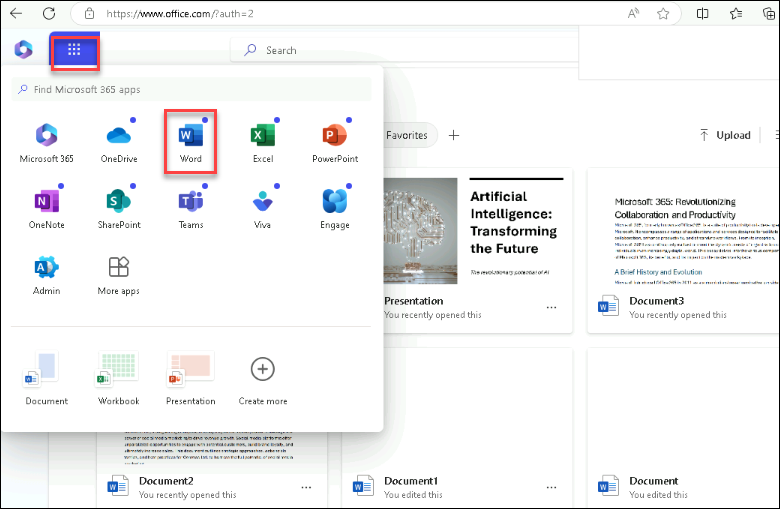 https://www.office.com/?auth=2
Search
Find Microsoft 365 apps
Microsoft 365
OneDrive
Word
Excel
PowerPoint
OneNote
SharePoint
Teams
Viva
Engage
Admin
More apps
Document
Workbook
Presentation
Create more
Favorites
Upload
Artificial
Intelligence:
Transforming
the Future
The revolutionary potential of AI
Presentation
You recently opened this
Microsoft 365: Revolutionizing
Collaboration and Productivity
A Brief History and Evolution
Document3
You recently opened this
Document2
You recently opened this
Document1
You edited this
Document
You edited this